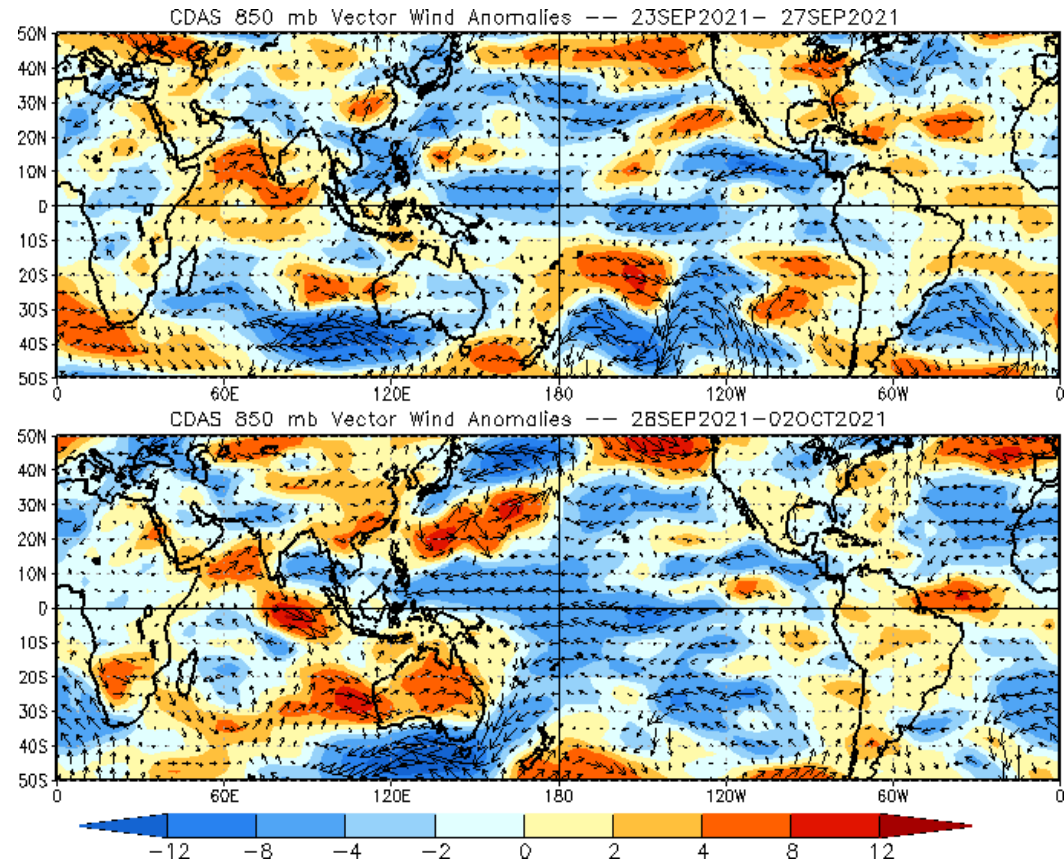 CDAS 850 mb Vector Wind Anomalies -- 23SEP2021- 27SEP2021
50N
40N
30N
20N
10N
0
10S
20S
30S
40S
50S
0 60E 120E 180 120W 60W 0
CDAS 850 mb Vector Wind Anomalies -- 28SEP2021-02OCT2021
50N
40N
30N
20N
10N
0
10S
20S
30S
40S
50S
0 60E 120E 180 120W 60W 0
-12 -8 -4 -2 0 2 4 8 12